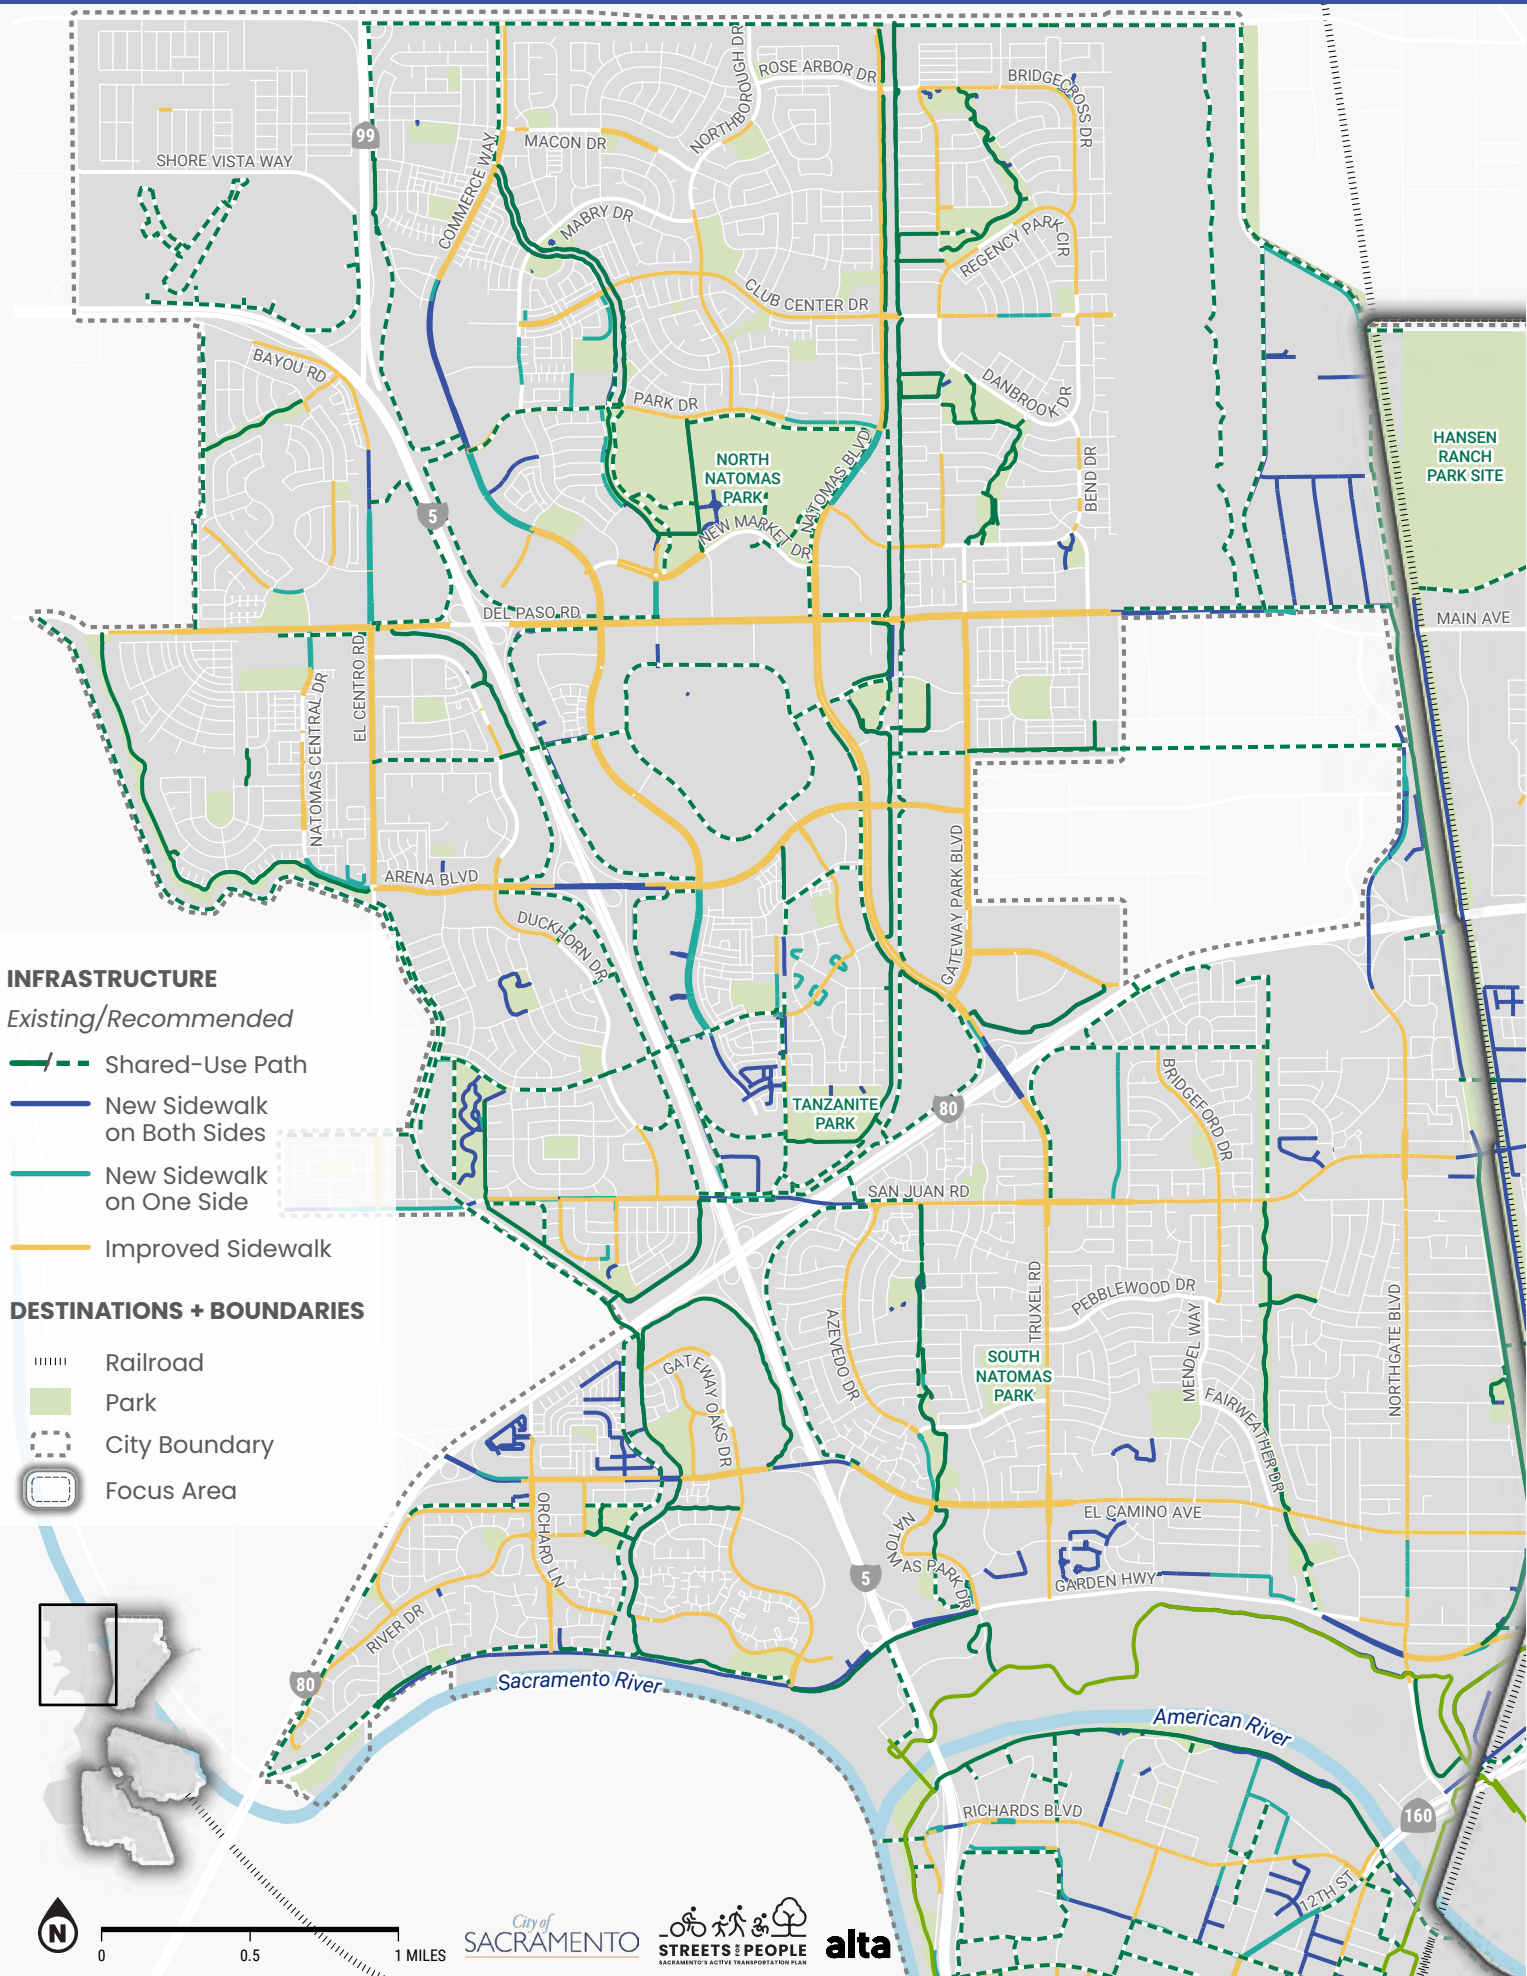 NORTHBOROUGH DR
ROSE ARBOR DR
BRIDGECROSS DR
99
MACON DR
SHORE VISTA WAY
COMMERCE WAY
MABRY DR
REGENCY PARK CIR
CLUB CENTER DR
BAYOU RD
PARK DR
DANBROOK DR
HANSEN
RANCH
PARK SITE
NORTH
NATOMAS
PARK
NATOMAS BLVD
BEND DR
5
NEW MARKET DR
DEL PASO RD
MAIN AVE
EL CENTRO RD
NATOMAS CENTRAL DR
GATEWAY PARK BLVD
ARENA BLVD
DUCKHORN DR
INFRASTRUCTURE
Existing/Recommended
Shared-Use Path
New Sidewalk
on Both Sides
New Sidewalk
on One Side
Improved Sidewalk
DESTINATIONS + BOUNDARIES
Railroad
Park
City Boundary
Focus Area
TANZANITE
PARK
80
BRIDGEFORD DR
SAN JUAN RD
TRUXEL RD
PEBBLEWOOD DR
AZEVEDO DR
MENDEL WAY
NORTHGATE BLVD
SOUTH
NATOMAS
PARK
GATEWAY OAKS DR
FAIRWEATHER DR
EL CAMINO AVE
ORCHARD LN
NATOMAS PARK DR
5
GARDEN HWY
RIVER DR
80
Sacramento River
American River
RICHARDS BLVD
160
12TH ST
N
0 0.5 1 MILES
City of
SACRAMENTO
STREETS FOR PEOPLE
SACRAMENTO'S ACTIVE TRANSPORTATION PLAN
alta